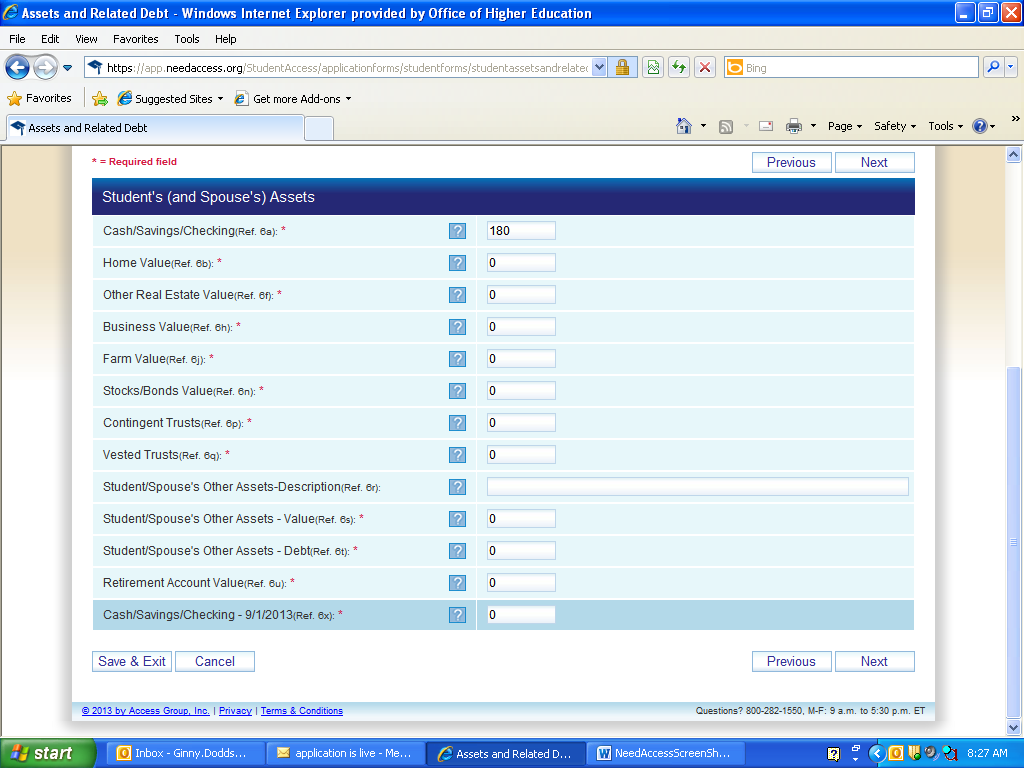 Assets and Related Debt - Windows Internet Explorer provided by Office of Higher Education
File Edit View Favorites Tools Help
https://app.needaccess.org/StudentAccess/applicationforms/studentforms/studentassetsandrelatec Bing
Favorites Suggested Sites Get more Add-ons
Assets and Related Debt Page Safety Tools
* = Required field Previous Next
Student's (and Spouse's) Assets
Cash/Savings/Checking(Ref. 6a): * ? 180
Home Value(Ref. 6b): * ? 0
Other Real Estate Value(Ref. 6f): * ? 0
Business Value(Ref. 6h): * ? 0
Farm Value(Ref. 6j): * ? 0
Stocks/Bonds Value(Ref. 6n): * ? 0
Contingent Trusts(Ref. 6p): * ? 0
Vested Trusts(Ref. 6q): * ? 0
Student/Spouse's Other Assets-Description(Ref. 6r): ?
Student/Spouse's Other Assets - Value(Ref. 6s): * ? 0
Student/Spouse's Other Assets - Debt(Ref. 6t): * ? 0
Retirement Account Value(Ref. 6u): * ? 0
Cash/Savings/Checking - 9/1/2013(Ref. 6x): * ? 0
Save & Exit Cancel Previous Next
© 2013 by Access Group, Inc. | Privacy | Terms & Conditions Questions? 800-282-1550, M-F: 9 a.m. to 5:30 p.m. ET
start Inbox - Ginny.Dodds... application is live - Me... Assets and Related D... NeedAccessScreenSh... 8:27 AM